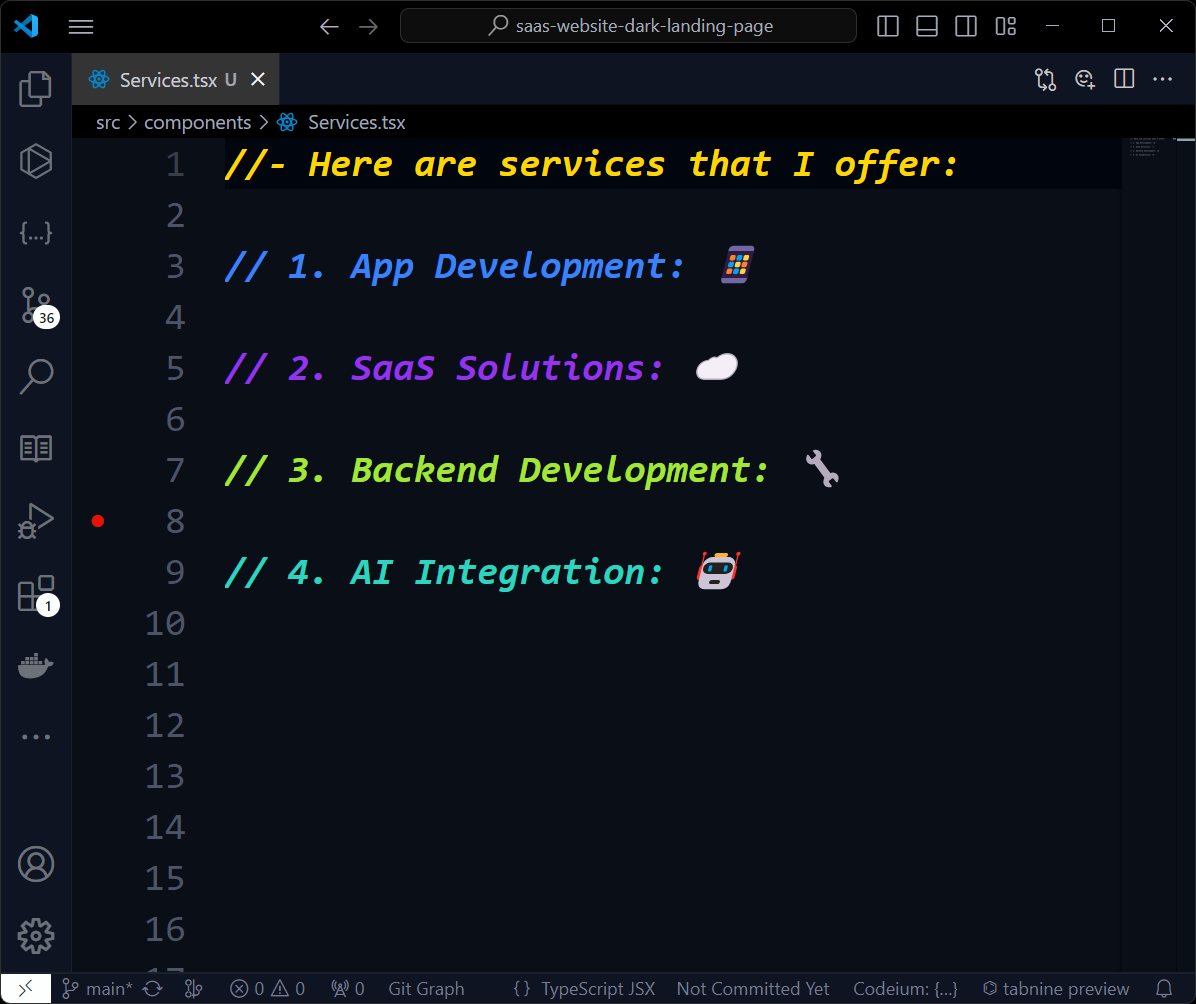 saas-website-dark-landing-page
Services.tsx U
src > components > Services.tsx
1 //- Here are services that I offer:
2
3 // 1. App Development: 📱
4
5 // 2. SaaS Solutions: ☁️
6
7 // 3. Backend Development: 🔧
8
9 // 4. AI Integration: 🤖
10
11
12
13
14
15
16
17
{...}
36
1
main* 0 0 0 Git Graph { } TypeScript JSX Not Committed Yet Codeium: {...} tabnine preview